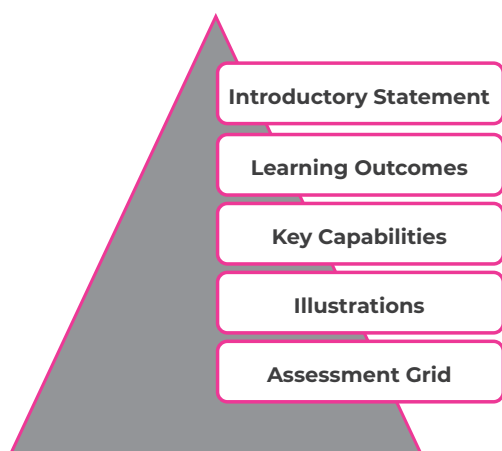 Introductory Statement
Learning Outcomes
Key Capabilities
Illustrations
Assessment Grid